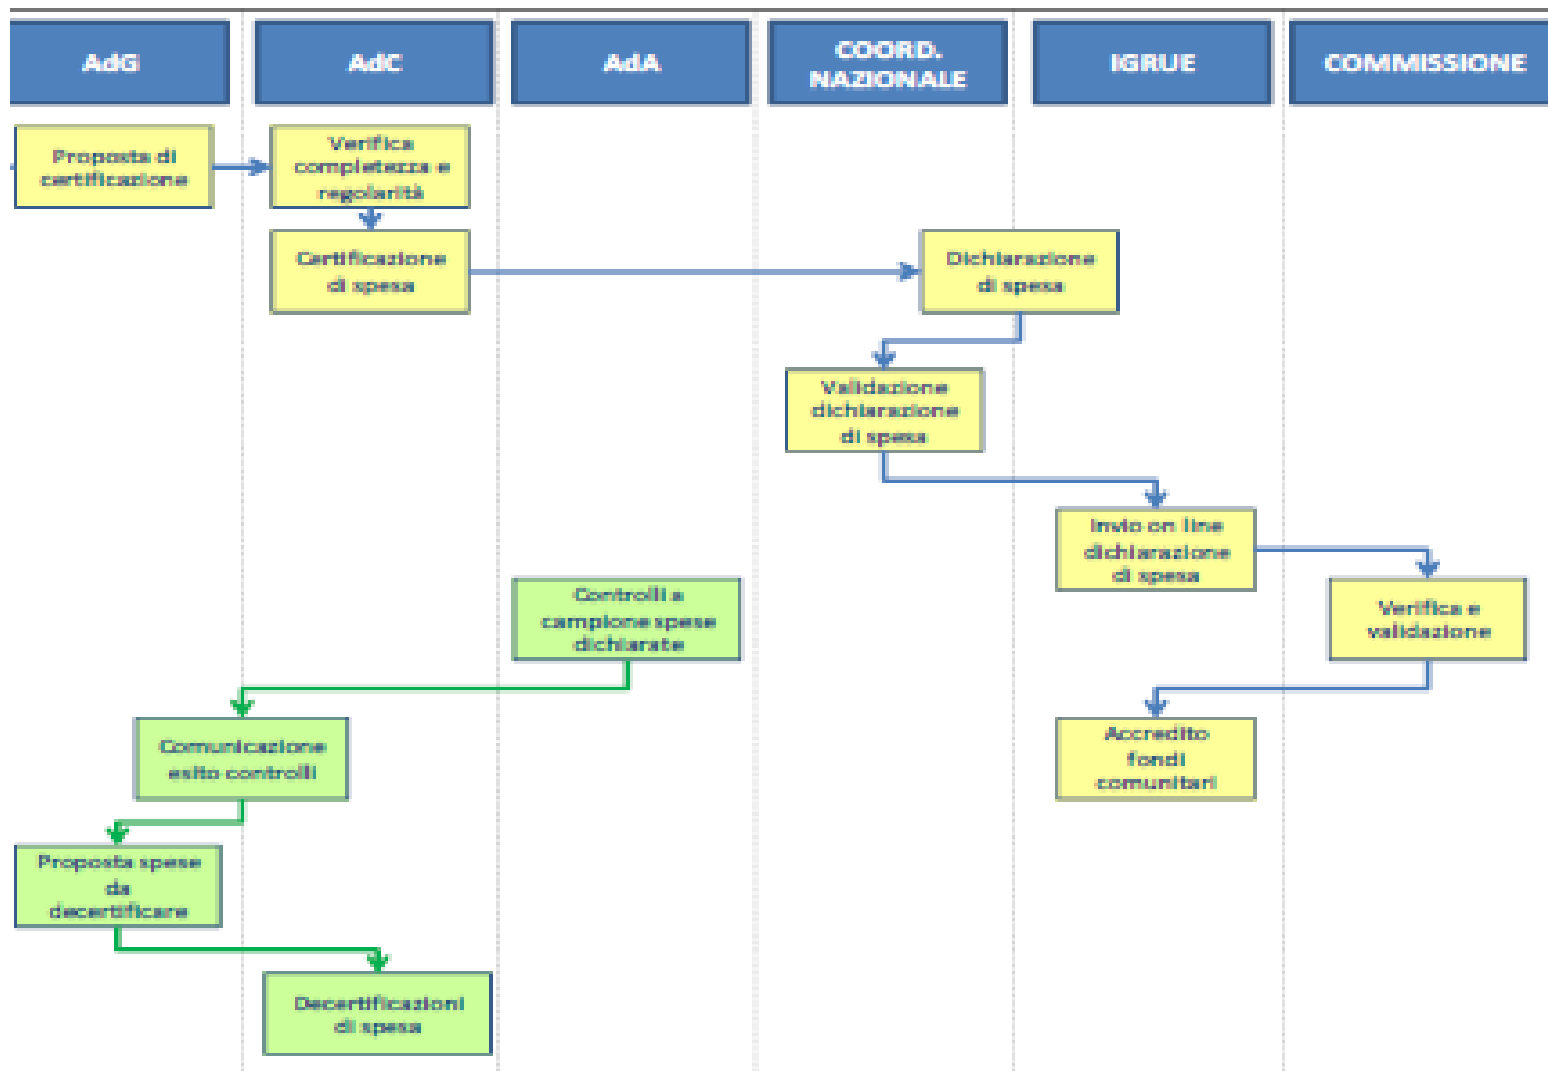 AdG
AdC
AdA
COORD.
NAZIONALE
IGRUE
COMMISSIONE
Proposta di
certificazione
Verifica
completezza e
regolarità
Certificazione
di spesa
Dichiarazione
di spesa
Validazione
dichiarazione
di spesa
Invio on line
dichiarazione
di spesa
Controlli a
campione spese
dichiarate
Verifica e
validazione
Comunicazione
esito controlli
Accredito
fondi
comunitari
Proposta spese
da
decertificare
Decertificazioni
di spesa